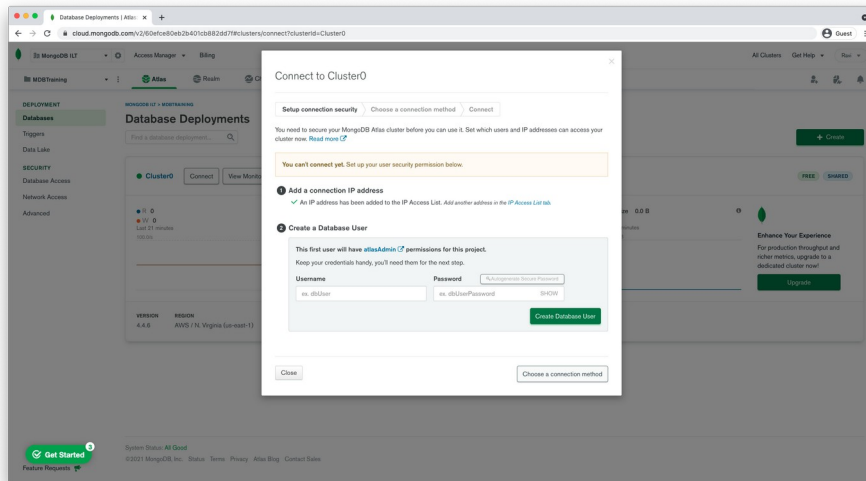 Database Deployments | Atlas:
cloud.mongodb.com/v2/60efce80eb2b401cb882dd7f#clusters/connect?clusterId=Cluster0
Guest
MongoDB ILT
Access Manager
Billing
All Clusters
Get Help
Ravi
MDBTraining
Atlas
Realm
DEPLOYMENT
Databases
Triggers
Data Lake
SECURITY
Database Access
Network Access
Advanced
MONGODB ILT > MDBTRAINING
Database Deployments
Find a database deployment...
+ Create
Cluster0
Connect
View Monito
FREE
SHARED
R 0
W 0
Last 21 minutes
0.0 B
Enhance Your Experience
For production throughput and
richer metrics, upgrade to a
dedicated cluster now!
Upgrade
VERSION
4.4.6
REGION
AWS / N. Virginia (us-east-1)
Connect to Cluster0
Setup connection security
Choose a connection method
Connect
You need to secure your MongoDB Atlas cluster before you can use it. Set which users and IP addresses can access your
cluster now. Read more
You can't connect yet. Set up your user security permission below.
1 Add a connection IP address
An IP address has been added to the IP Access List. Add another address in the IP Access List tab.
2 Create a Database User
This first user will have atlasAdmin permissions for this project.
Keep your credentials handy, you'll need them for the next step.
Username
Password
Autogenerate Secure Password
ex. dbUser
ex. dbUserPassword
SHOW
Create Database User
Close
Choose a connection method
Get Started
3
Feature Requests
System Status: All Good
©2021 MongoDB, Inc. Status Terms Privacy Atlas Blog Contact Sales